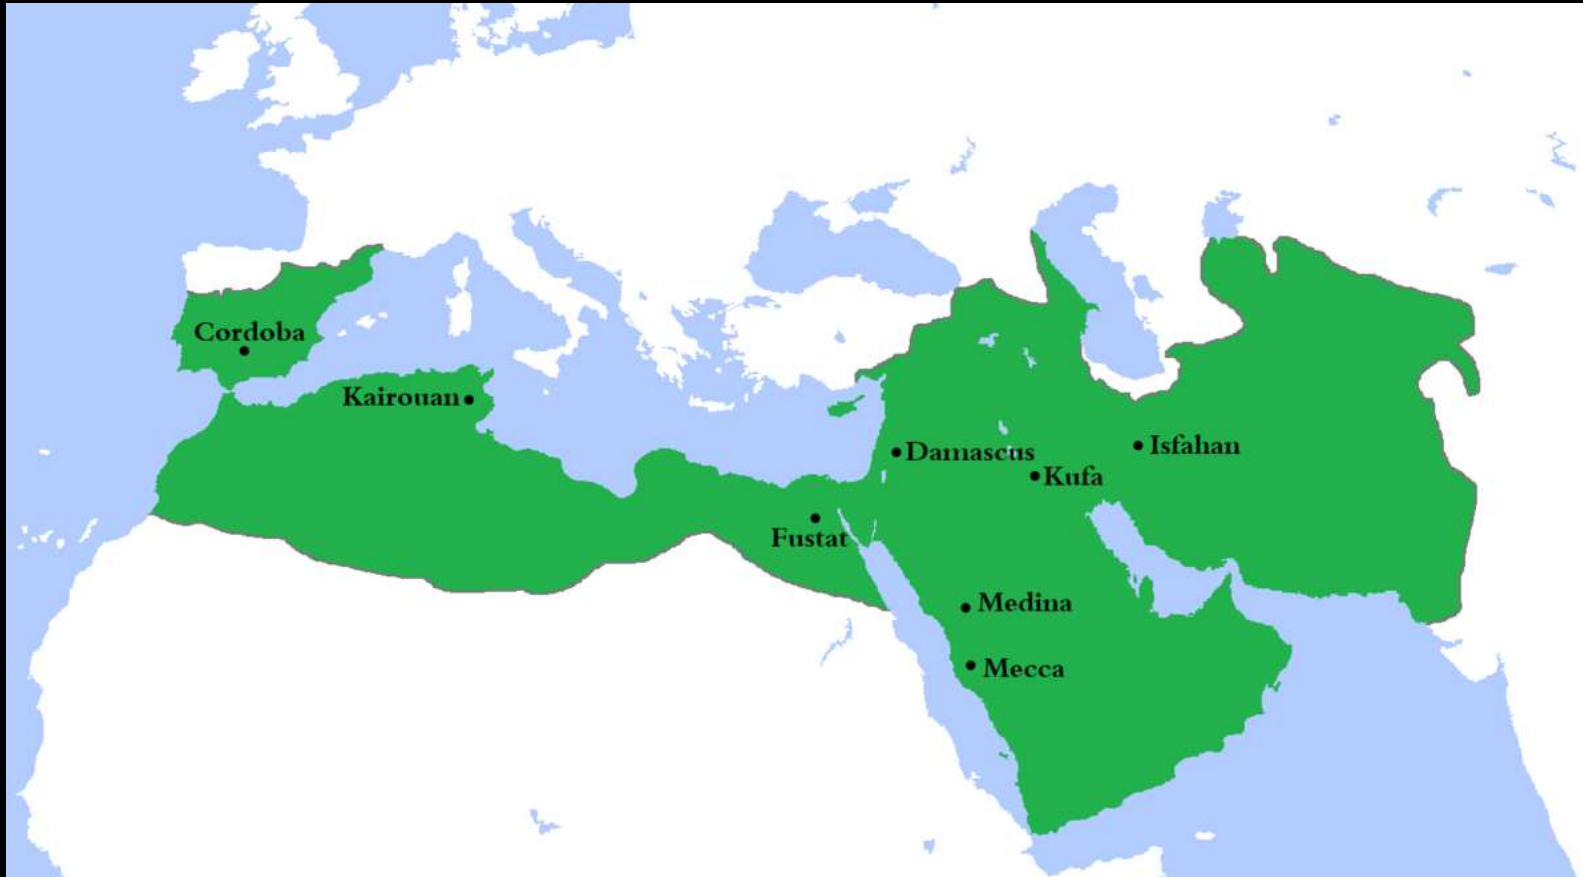 Cordoba
Kairouan
Damascus
Isfahan
Kufa
Fustat
Medina
Mecca